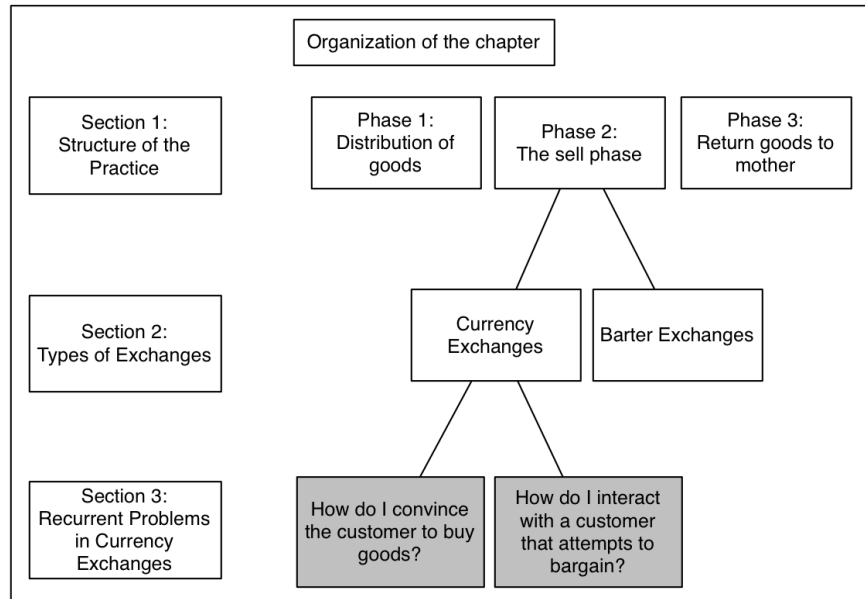 Organization of the chapter
Section 1:
Structure of the
Practice
Phase 1:
Distribution of
goods
Phase 2:
The sell phase
Phase 3:
Return goods to
mother
Section 2:
Types of Exchanges
Currency
Exchanges
Barter Exchanges
Section 3:
Recurrent Problems
in Currency
Exchanges
How do I convince
the customer to buy
goods?
How do I interact
with a customer
that attempts to
bargain?